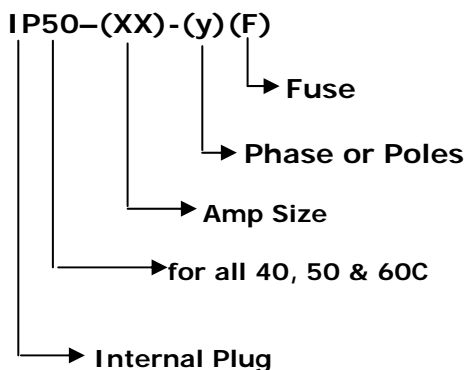 IP50–(XX)-(y)(F)
Fuse
Phase or Poles
Amp Size
for all 40, 50 & 60C
Internal Plug